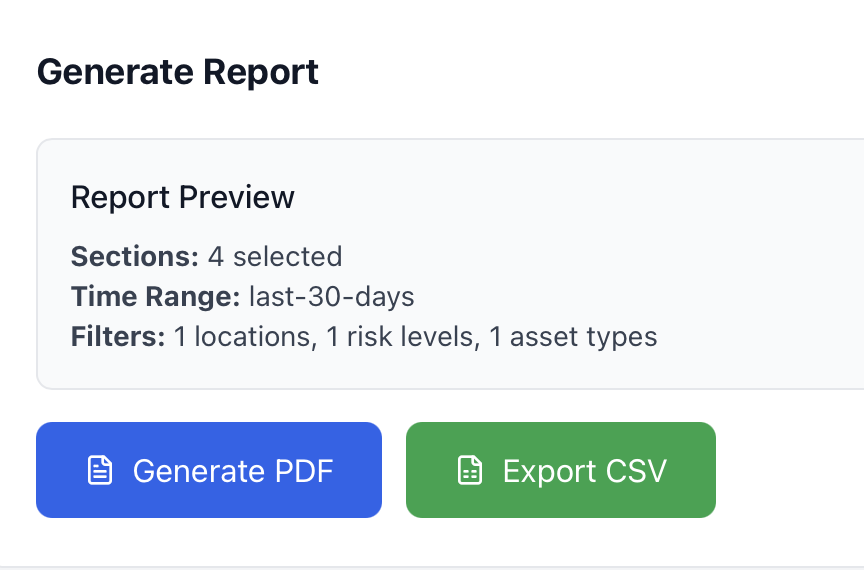 Generate Report
Report Preview
Sections: 4 selected
Time Range: last-30-days
Filters: 1 locations, 1 risk levels, 1 asset types
Generate PDF
Export CSV